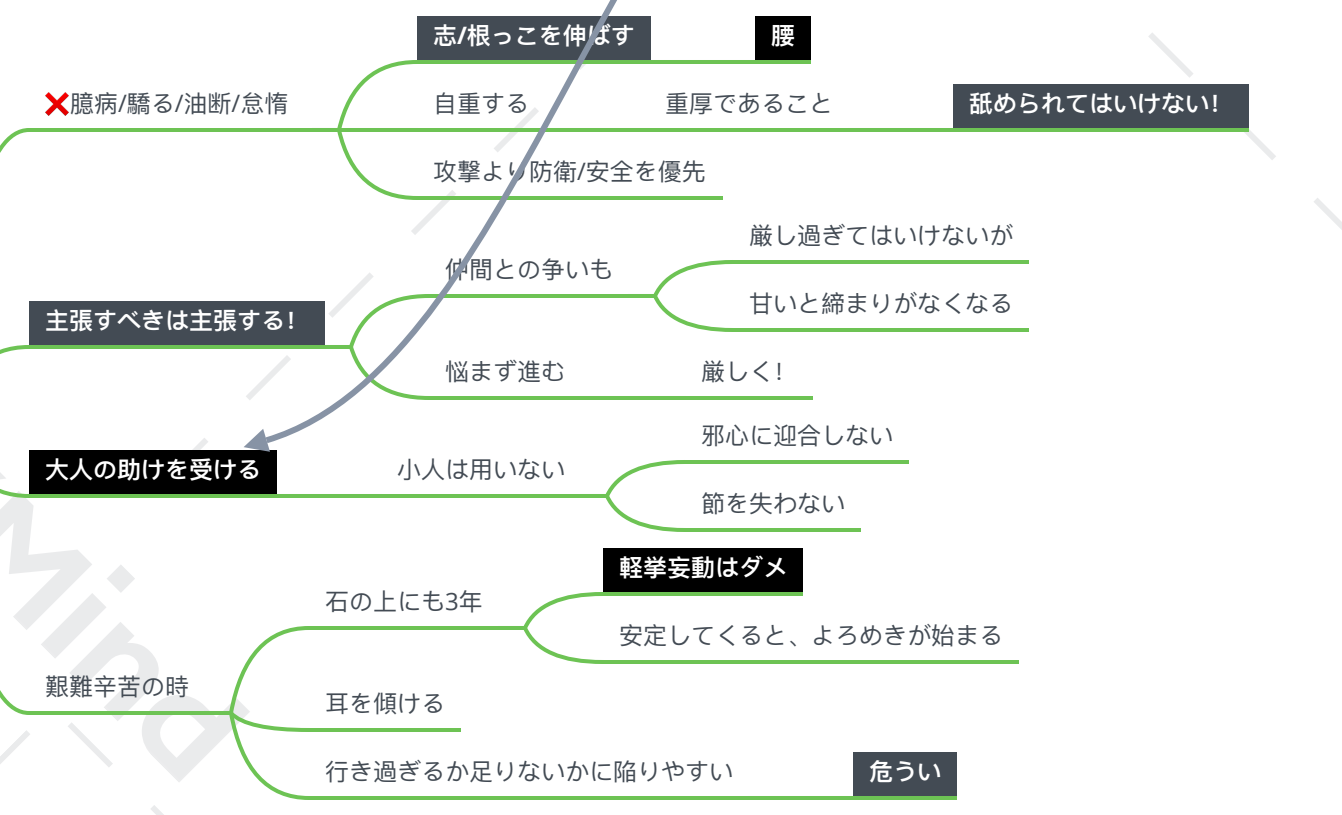 ❌臆病/驕る/油断/怠惰
志/根っこを伸ばす
腰
自重する
重厚であること
舐められてはいけない!
攻撃より防衛/安全を優先
主張すべきは主張する!
仲間との争いも
厳し過ぎてはいけないが
甘いと締まりがなくなる
悩まず進む
厳しく!
大人の助けを受ける
小人は用いない
邪心に迎合しない
節を失わない
艱難辛苦の時
石の上にも3年
軽挙妄動はダメ
安定してくると、よろめきが始まる
耳を傾ける
行き過ぎるか足りないかに陥りやすい
危うい
Mind